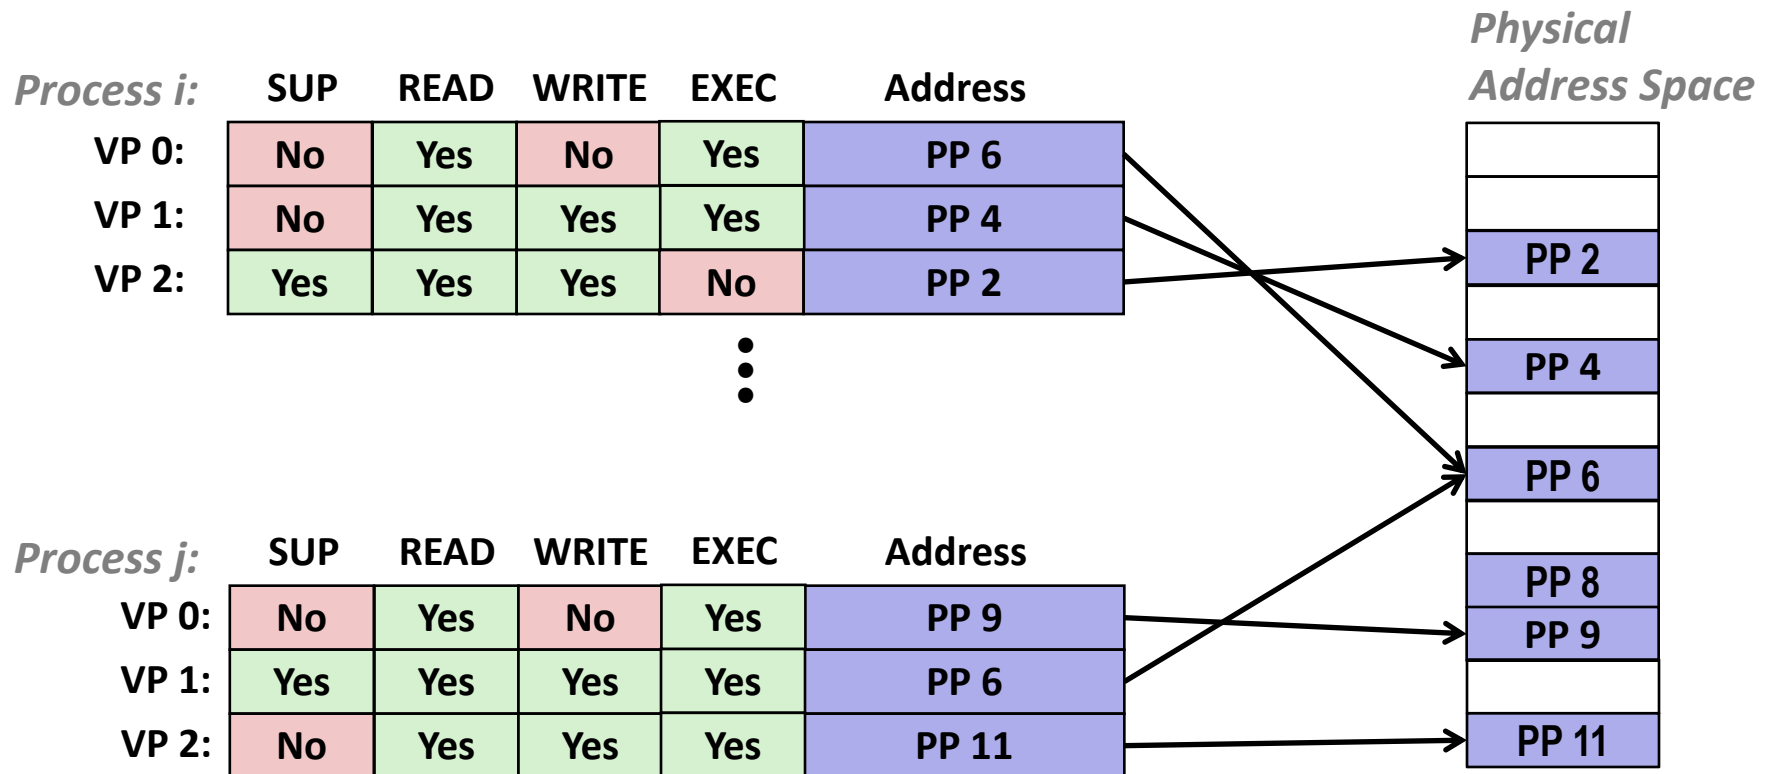 Physical
Address Space
Process i: SUP READ WRITE EXEC Address
VP 0: No Yes No Yes PP 6
VP 1: No Yes Yes Yes PP 4
VP 2: Yes Yes Yes No PP 2
PP 2
PP 4
PP 6
PP 8
PP 9
PP 11
Process j: SUP READ WRITE EXEC Address
VP 0: No Yes No Yes PP 9
VP 1: Yes Yes Yes Yes PP 6
VP 2: No Yes Yes Yes PP 11